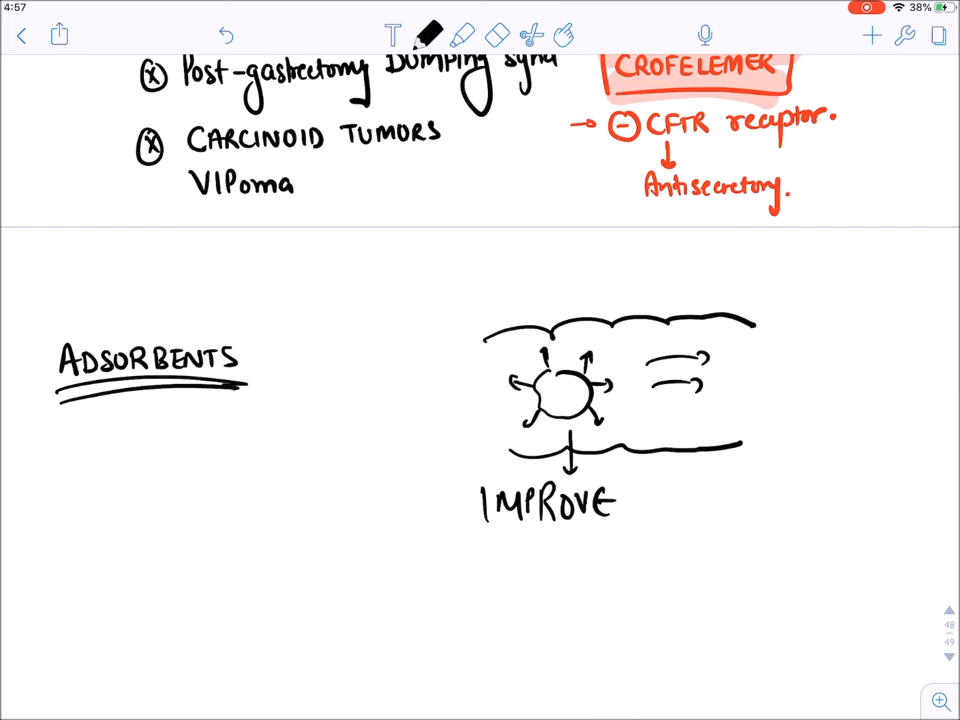 4:57
38%
T
Post-gastrectomy Dumping synd
CROFELEMER
→ ⊖ CFTR receptor.
CARCINOID TUMORS
VIPoma
Antisecretory.
ADSORBENTS
IMPROVE
48
49